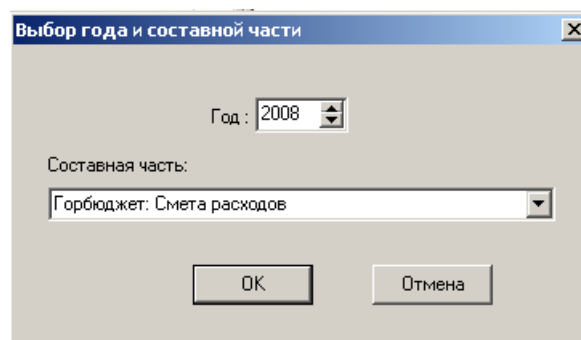 Выбор года и составной части
Год : 2008
Составная часть:
Горбюджет: Смета расходов
OK Отмена